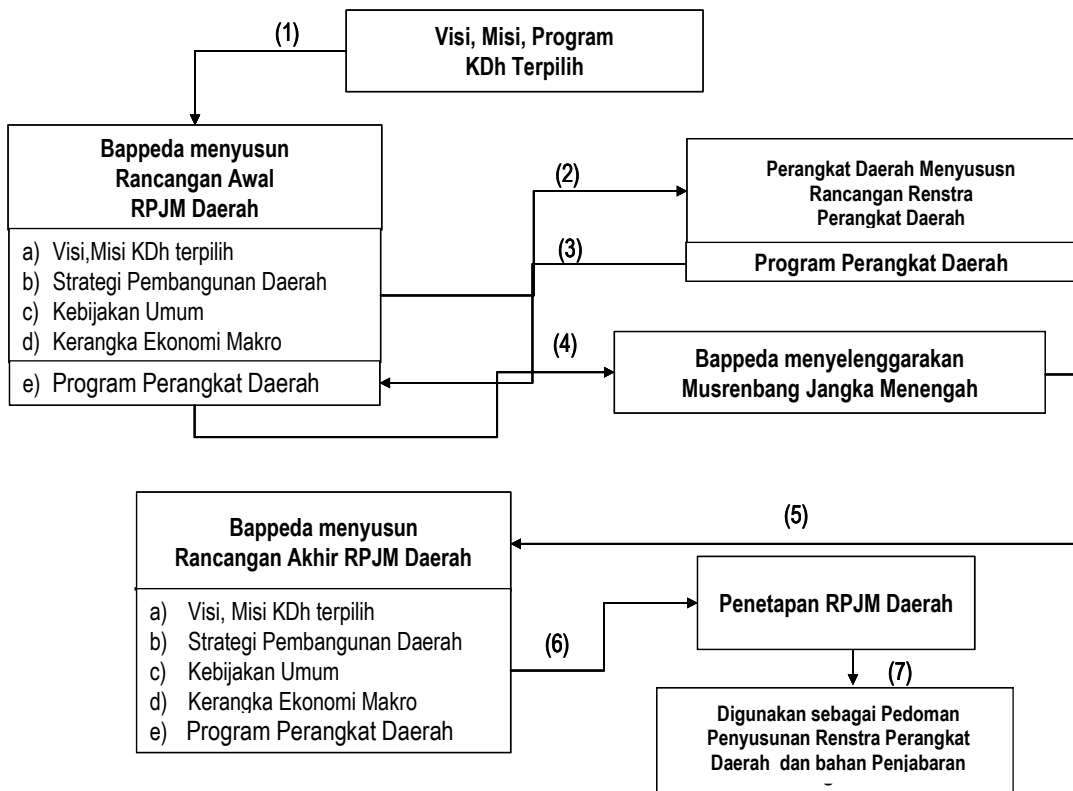 (1)
Visi, Misi, Program
KDh Terpilih
Bappeda menyusun
Rancangan Awal
RPJM Daerah
a) Visi,Misi KDh terpilih
b) Strategi Pembangunan Daerah
c) Kebijakan Umum
d) Kerangka Ekonomi Makro
e) Program Perangkat Daerah
(2)
Perangkat Daerah Menyususn
Rancangan Renstra
Perangkat Daerah
(3)
Program Perangkat Daerah
(4)
Bappeda menyelenggarakan
Musrenbang Jangka Menengah
(5)
Bappeda menyusun
Rancangan Akhir RPJM Daerah
a) Visi, Misi KDh terpilih
b) Strategi Pembangunan Daerah
c) Kebijakan Umum
d) Kerangka Ekonomi Makro
e) Program Perangkat Daerah
(6)
Penetapan RPJM Daerah
(7)
Digunakan sebagai Pedoman
Penyusunan Renstra Perangkat
Daerah dan bahan Penjabaran